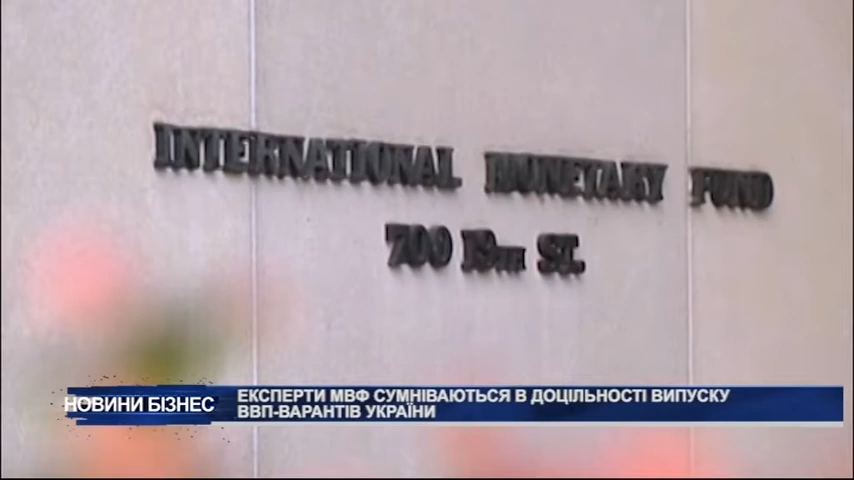 INTERNATIONAL MONETARY FUND
700 19TH ST.
НОВИНИ БІЗНЕС
ЕКСПЕРТИ МВФ СУМНІВАЮТЬСЯ В ДОЦІЛЬНОСТІ ВИПУСКУ
ВВП-ВАРАНТІВ УКРАЇНИ